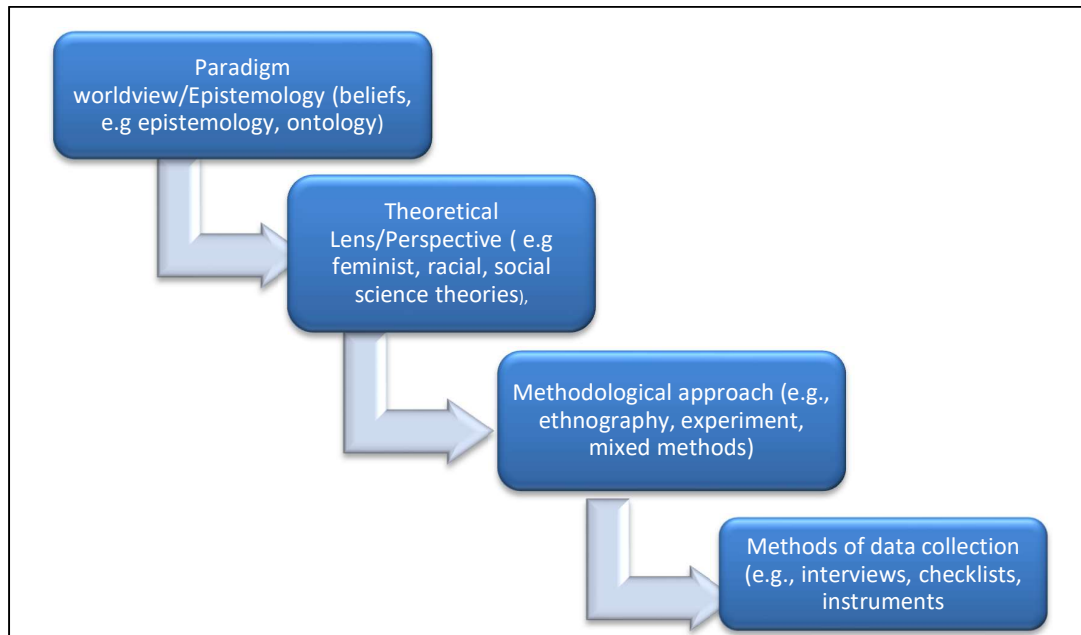 Paradigm
worldview/Epistemology (beliefs,
e.g epistemology, ontology)
Theoretical
Lens/Perspective ( e.g
feminist, racial, social
science theories),
Methodological approach (e.g.,
ethnography, experiment,
mixed methods)
Methods of data collection
(e.g., interviews, checklists,
instruments